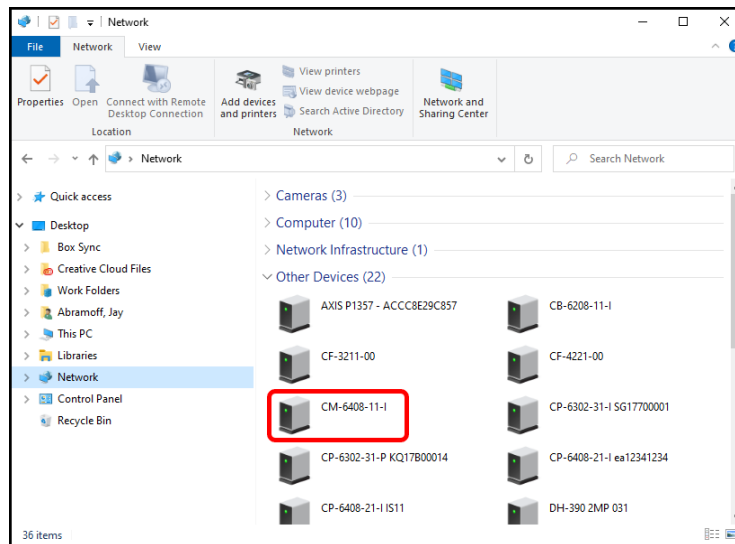 Network
File
Network
View
Properties
Open
Connect with Remote
Desktop Connection
Location
Add devices
and printers
View printers
View device webpage
Search Active Directory
Network
Network and
Sharing Center
Network
Search Network
Quick access
Desktop
Box Sync
Creative Cloud Files
Work Folders
Abramoff, Jay
This PC
Libraries
Network
Control Panel
Recycle Bin
Cameras (3)
Computer (10)
Network Infrastructure (1)
Other Devices (22)
AXIS P1357 - ACCC8E29C857
CB-6208-11-I
CF-3211-00
CF-4221-00
CM-6408-11-I
CP-6302-31-I SG17700001
CP-6302-31-P KQ17B00014
CP-6408-21-I ea12341234
CP-6408-21-I IS11
DH-390 2MP 031
36 items